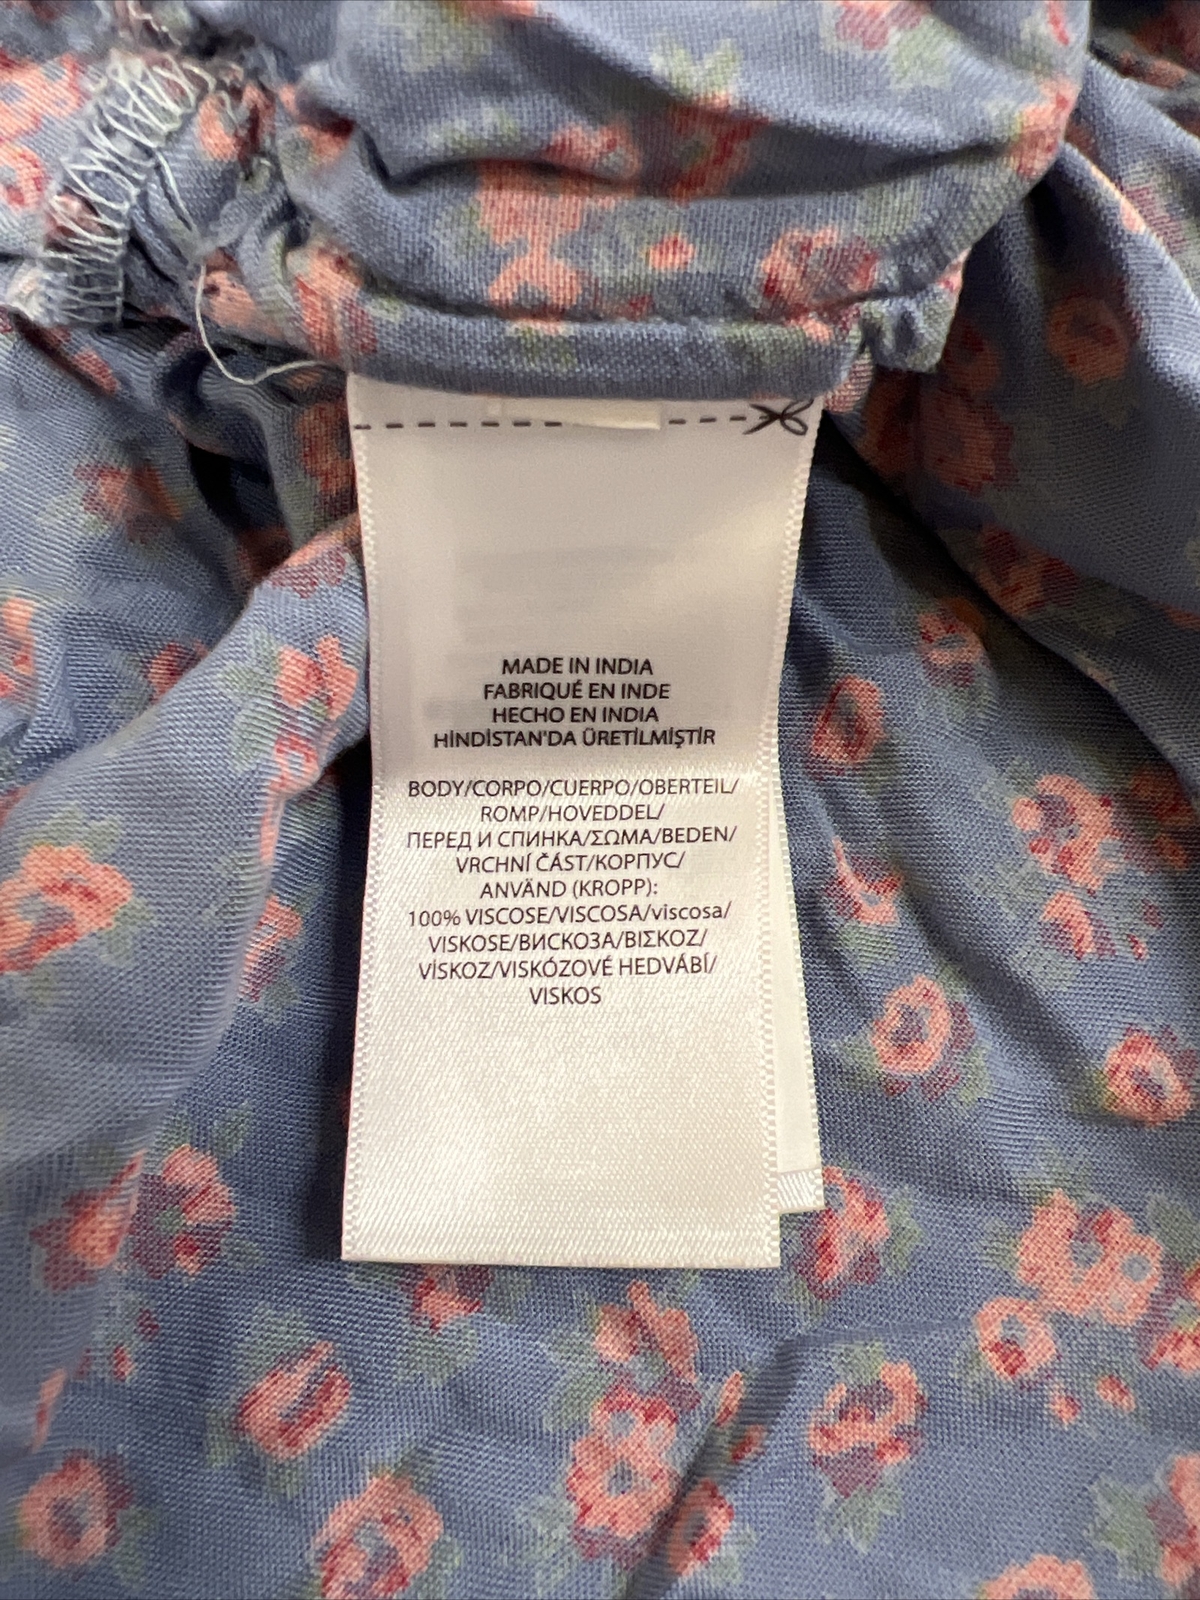 MADE IN INDIA
FABRIQUÉ EN INDE
HECHO EN INDIA
HİNDİSTAN'DA ÜRETİLMİŞTİR
BODY/CORPO/CUERPO/OBERTEIL/
ROMP/HOVEDDEL/
ПЕРЕД И СПИНКА/ΣΩΜΑ/BEDEN/
VRCHNÍ ČÁST/КОРПУС/
ANVÄND (KROPP):
100% VISCOSE/VISCOSA/viscosa/
VISKOSE/ВИСКОЗА/ΒΙΣΚΟΖ/
VİSKOZ/VISKÓZOVÉ HEDVÁBÍ/
VISKOS